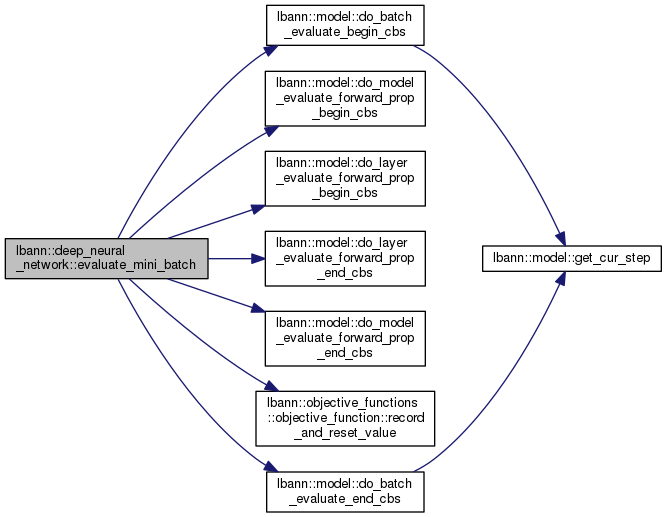 lbann::model::do_batch
_evaluate_begin_cbs
lbann::model::do_model
_evaluate_forward_prop
_begin_cbs
lbann::model::do_layer
_evaluate_forward_prop
_begin_cbs
lbann::deep_neural
_network::evaluate_mini_batch
lbann::model::do_layer
_evaluate_forward_prop
_end_cbs
lbann::model::get_cur_step
lbann::model::do_model
_evaluate_forward_prop
_end_cbs
lbann::objective_functions
::objective_function::record
_and_reset_value
lbann::model::do_batch
_evaluate_end_cbs